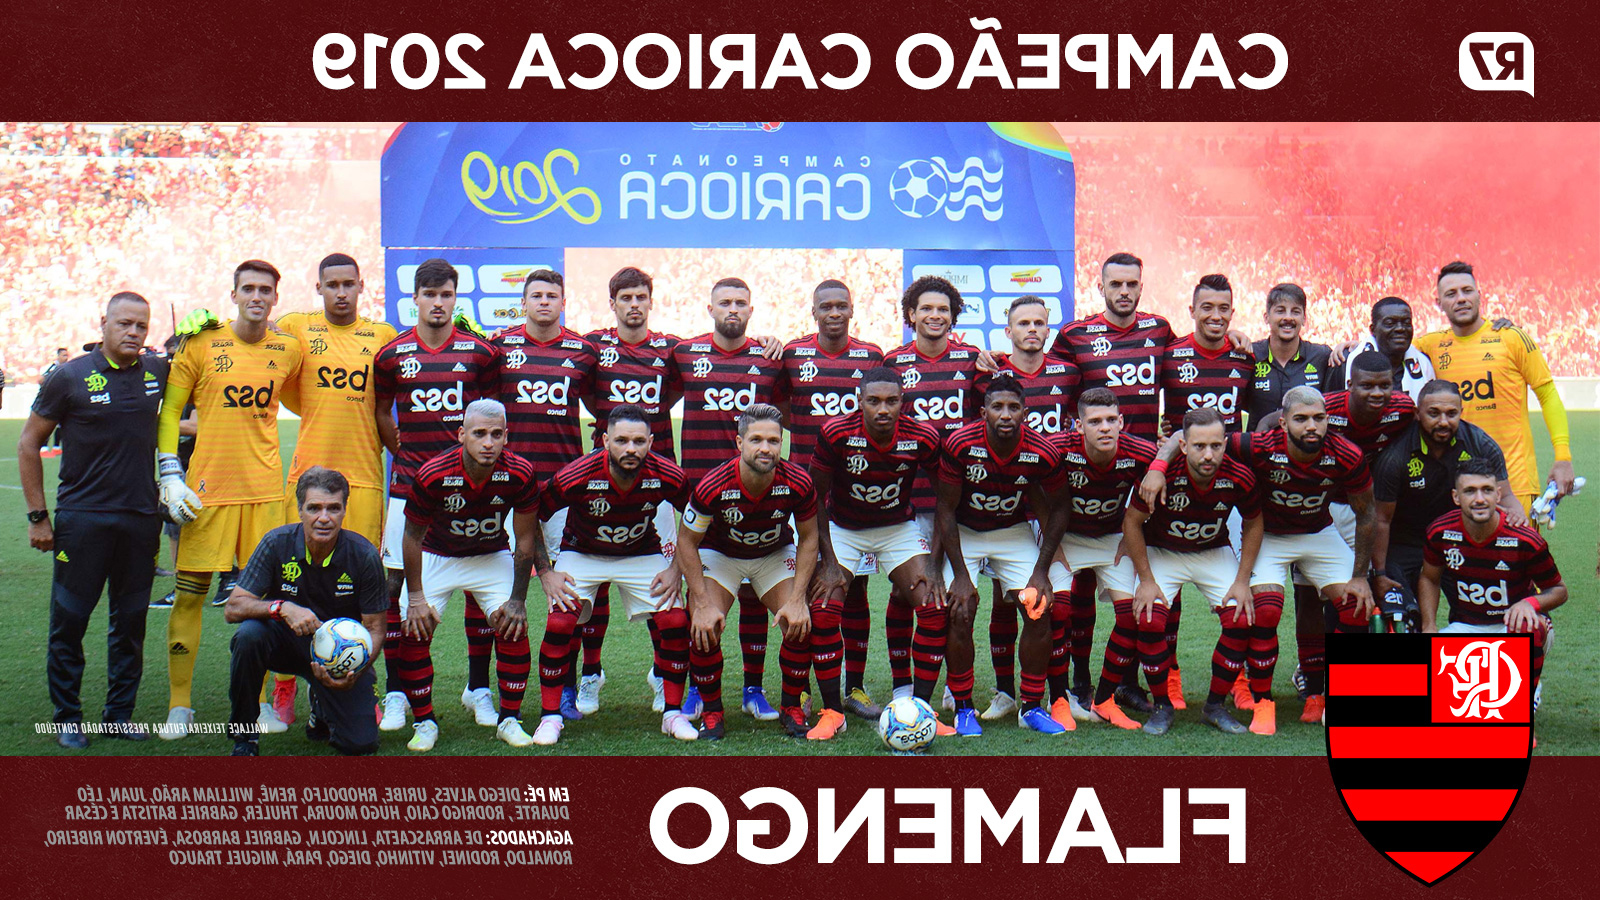 CAMPEÃO CARIOCA 2019
R7
CAMPEONATO
CARIOCA
2019
bs2
Banco
WALLACE TEIXEIRA/FUTURA PRESS/ESTADÃO CONTEÚDO
FLAMENGO
EM PÉ: DIEGO ALVES, URIBE, RHODOLFO, RENÊ, WILLIAM ARÃO, JUAN, LÉO
DUARTE, RODRIGO CAIO, HUGO MOURA, THULER, GABRIEL BATISTA E CÉSAR
AGACHADOS: DE ARRASCAETA, LINCOLN, GABRIEL BARBOSA, ÉVERTON RIBEIRO,
RONALDO, RODINEI, VITINHO, DIEGO, PARÁ, MIGUEL TRAUCO